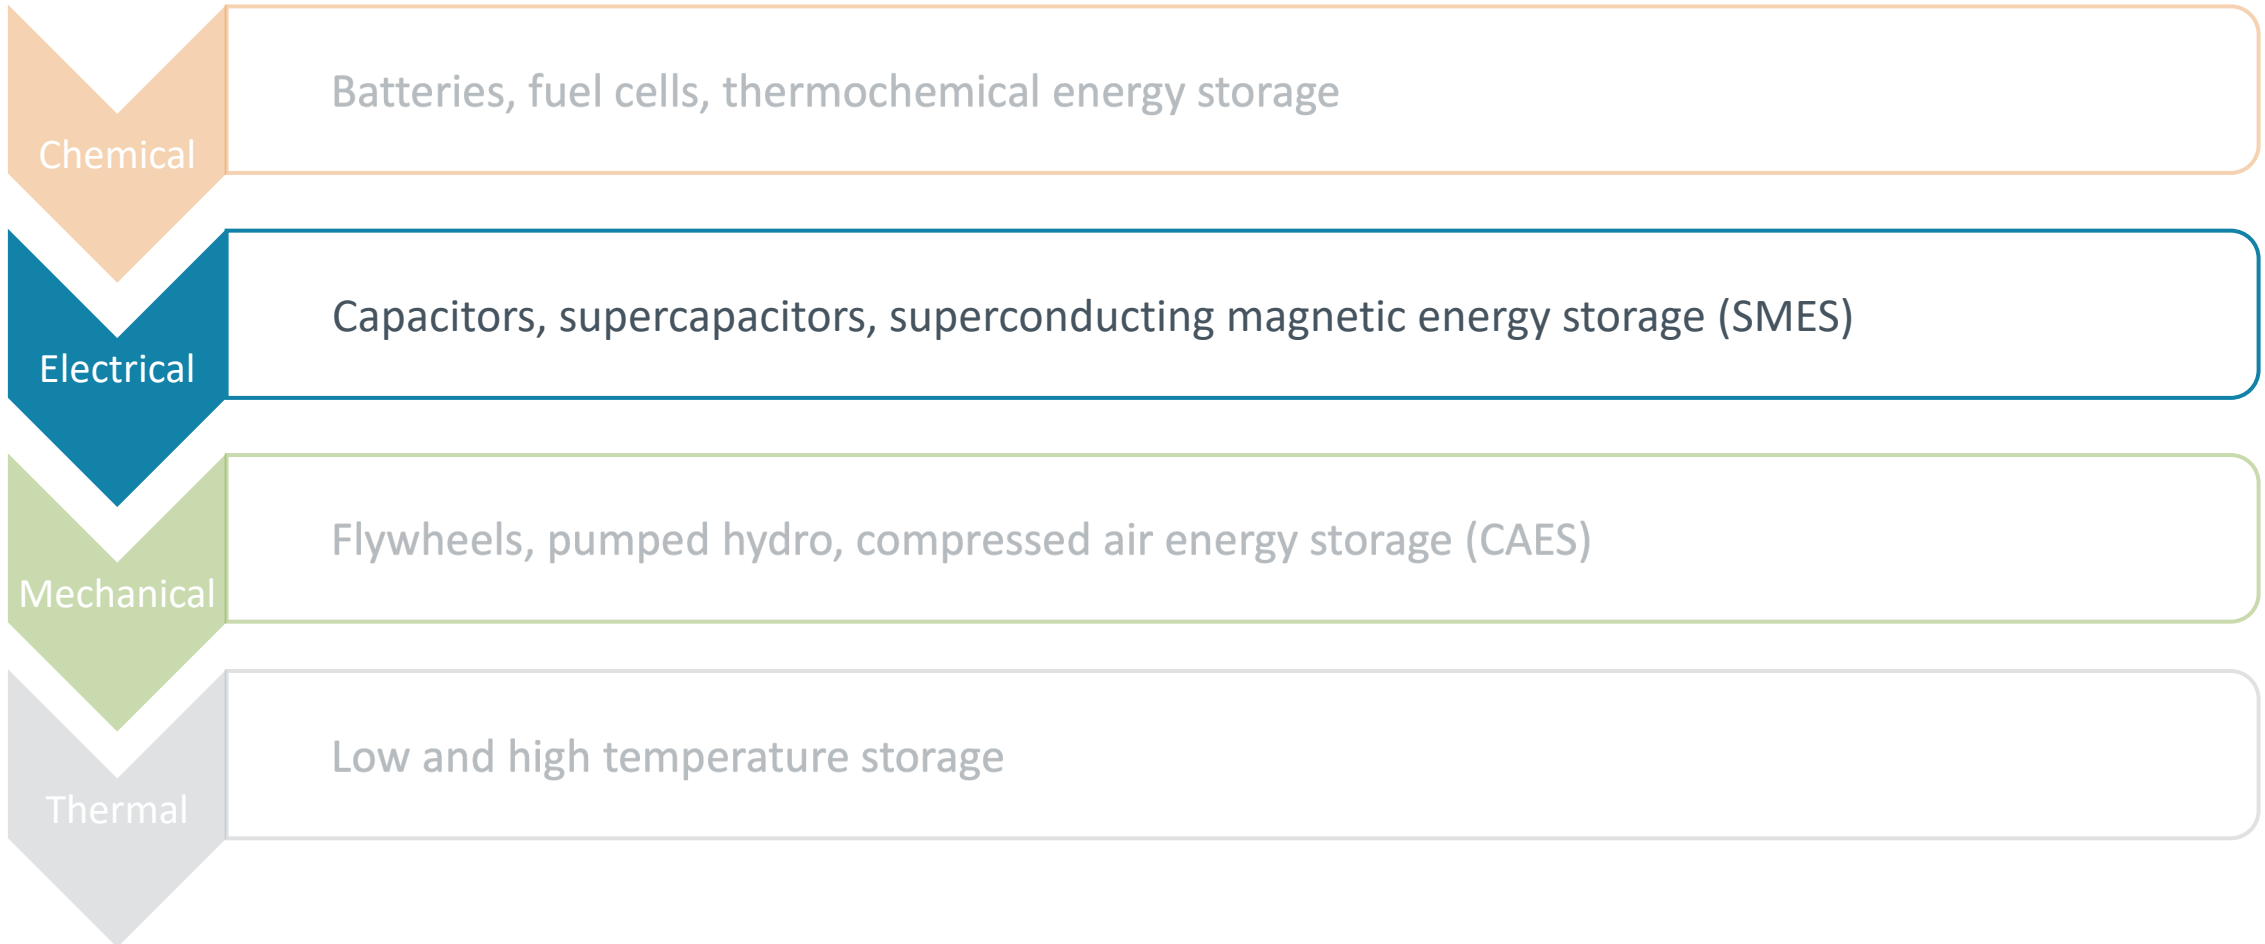 Batteries, fuel cells, thermochemical energy storage
Chemical
Capacitors, supercapacitors, superconducting magnetic energy storage (SMES)
Electrical
Flywheels, pumped hydro, compressed air energy storage (CAES)
Mechanical
Low and high temperature storage
Thermal